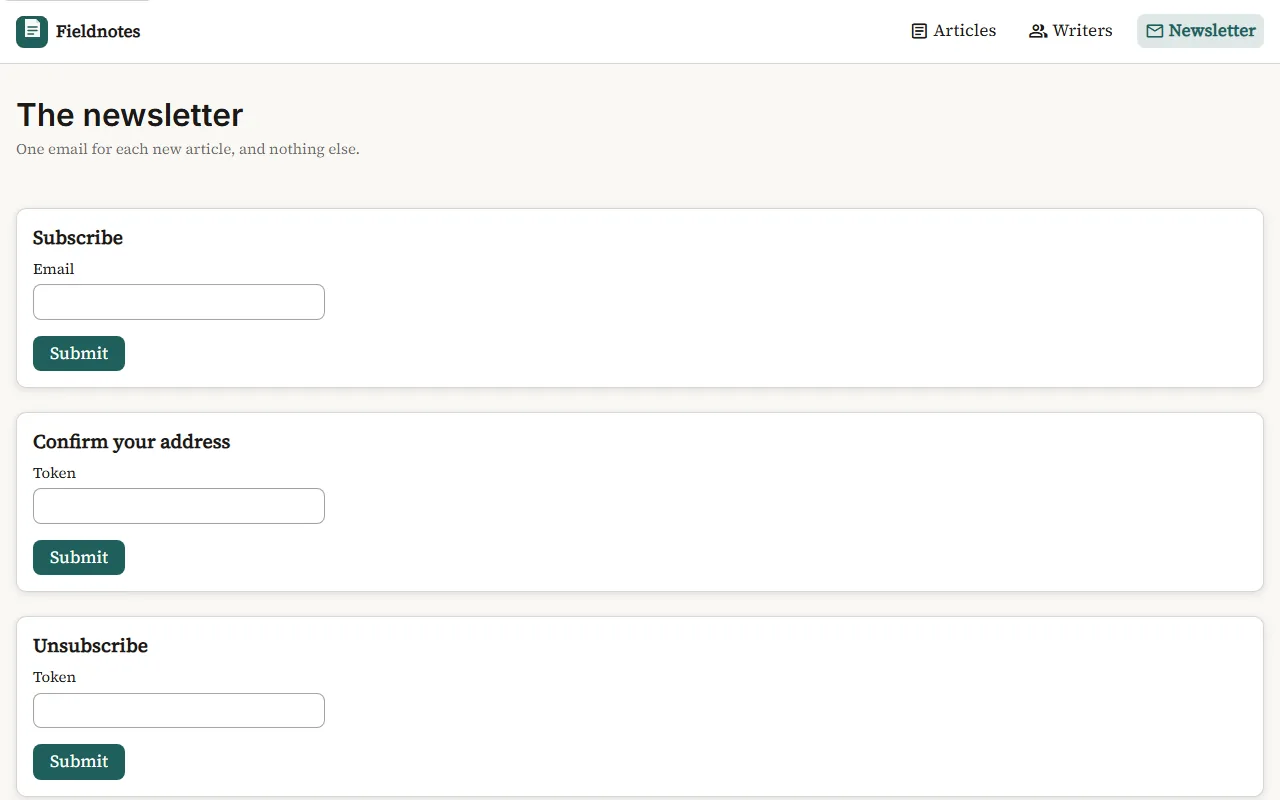 Fieldnotes
Articles
Writers
Newsletter
The newsletter
One email for each new article, and nothing else.
Subscribe
Email
Submit
Confirm your address
Token
Submit
Unsubscribe
Token
Submit